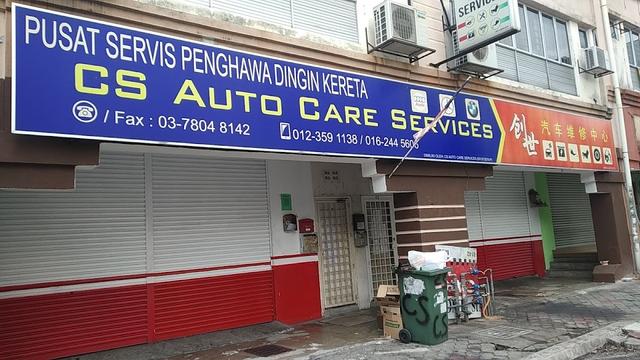 PUSAT SERVIS PENGHAWA DINGIN KERETA
CS AUTO CARE SERVICES
/ Fax : 03-7804 8142
012-359 1138 / 016-244 5606
创世
汽车维修中心
CS
CS